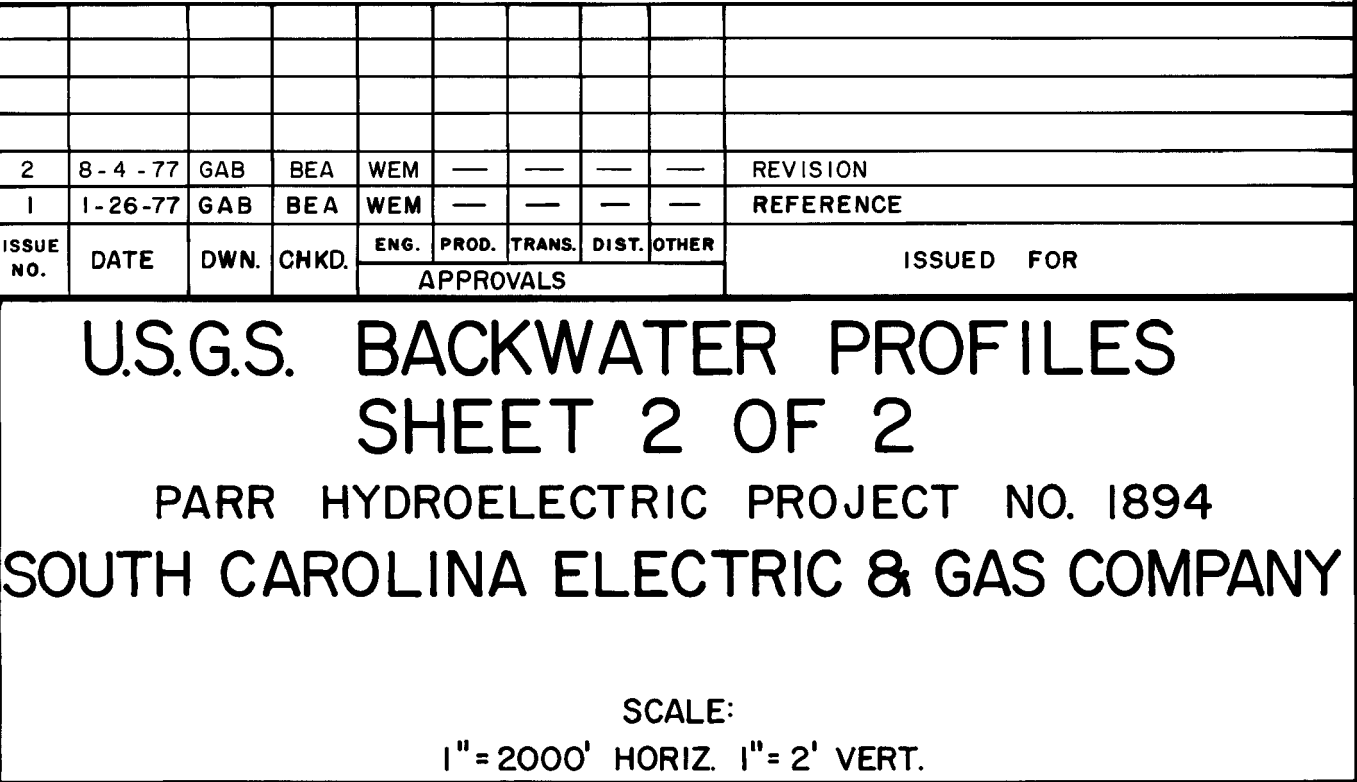 2 8-4-77 GAB BEA WEM — — — — REVISION
1 1-26-77 GAB BEA WEM — — — — REFERENCE
ISSUE NO. DATE DWN. CHKD. ENG. PROD. TRANS. DIST. OTHER ISSUED FOR
APPROVALS
U.S.G.S. BACKWATER PROFILES
SHEET 2 OF 2
PARR HYDROELECTRIC PROJECT NO. 1894
SOUTH CAROLINA ELECTRIC & GAS COMPANY
SCALE:
1"=2000' HORIZ. 1"=2' VERT.